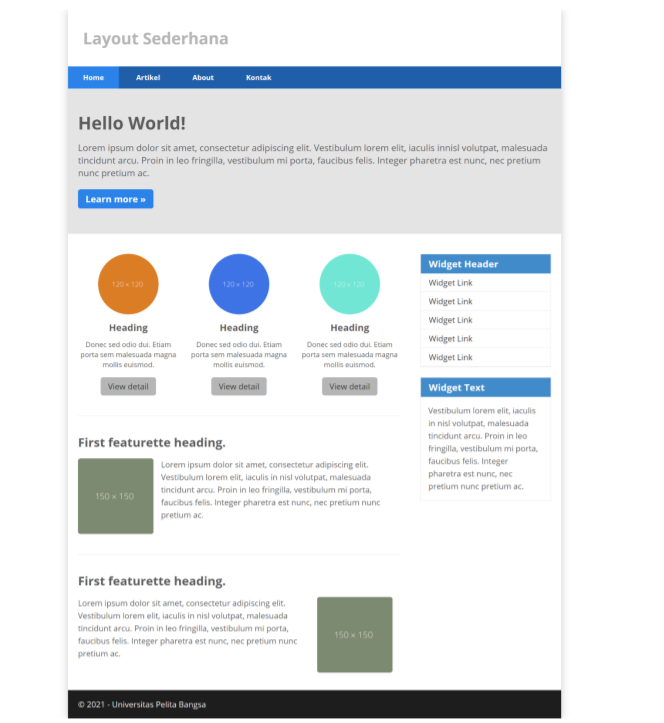 Layout Sederhana
Home Artikel About Kontak
Hello World!
Lorem ipsum dolor sit amet, consectetur adipiscing elit. Vestibulum lorem elit, iaculis innisl volutpat, malesuada
tincidunt arcu. Proin in leo fringilla, vestibulum mi porta, faucibus felis. Integer pharetra est nunc, nec pretium
nunc pretium ac.
Learn more »
120 × 120
Heading
Donec sed odio dui. Etiam
porta sem malesuada magna
mollis euismod.
View detail
120 × 120
Heading
Donec sed odio dui. Etiam
porta sem malesuada magna
mollis euismod.
View detail
120 × 120
Heading
Donec sed odio dui. Etiam
porta sem malesuada magna
mollis euismod.
View detail
First featurette heading.
150 × 150
Lorem ipsum dolor sit amet, consectetur adipiscing elit.
Vestibulum lorem elit, iaculis in nisl volutpat, malesuada
tincidunt arcu. Proin in leo fringilla, vestibulum mi porta,
faucibus felis. Integer pharetra est nunc, nec pretium nunc
pretium ac.
First featurette heading.
Lorem ipsum dolor sit amet, consectetur adipiscing elit.
Vestibulum lorem elit, iaculis in nisl volutpat, malesuada
tincidunt arcu. Proin in leo fringilla, vestibulum mi porta,
faucibus felis. Integer pharetra est nunc, nec pretium nunc
pretium ac.
150 × 150
Widget Header
Widget Link
Widget Link
Widget Link
Widget Link
Widget Link
Widget Text
Vestibulum lorem elit, iaculis
in nisl volutpat, malesuada
tincidunt arcu. Proin in leo
fringilla, vestibulum mi porta,
faucibus felis. Integer
pharetra est nunc, nec
pretium nunc pretium ac.
© 2021 - Universitas Pelita Bangsa